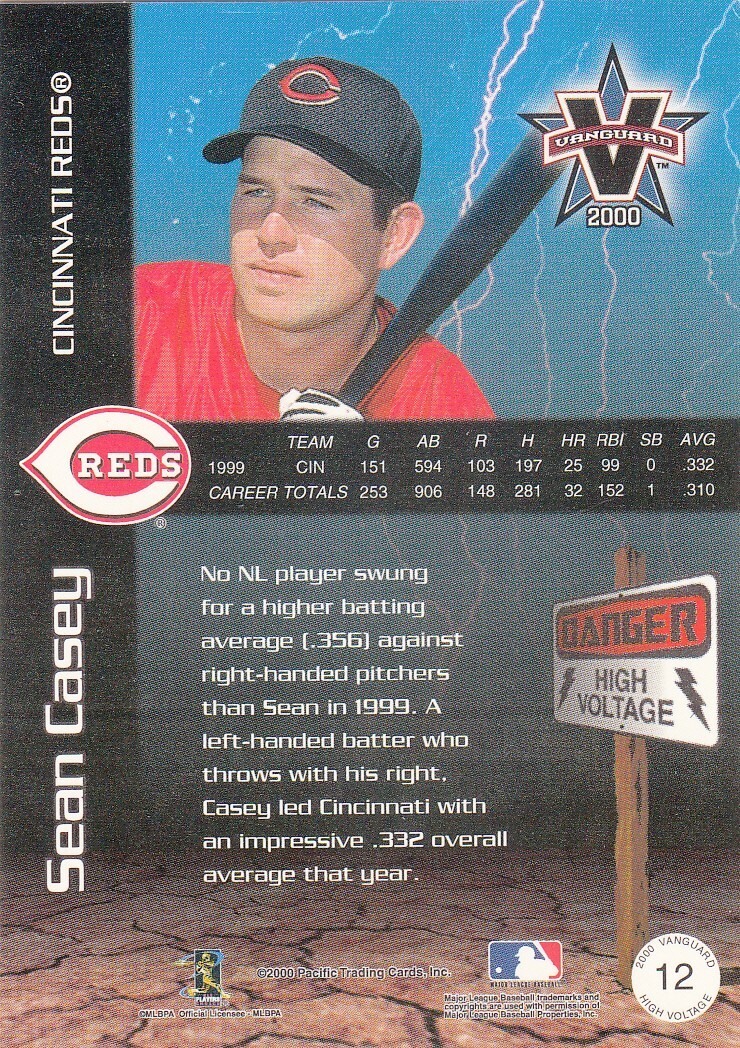 CINCINNATI REDS®
VANGUARD™
2000
REDS
®
TEAM G AB R H HR RBI SB AVG
1999 CIN 151 594 103 197 25 99 0 .332
CAREER TOTALS 253 906 148 281 32 152 1 .310
Sean Casey
No NL player swung
for a higher batting
average (.356) against
right-handed pitchers
than Sean in 1999. A
left-handed batter who
throws with his right,
Casey led Cincinnati with
an impressive .332 overall
average that year.
DANGER
HIGH
VOLTAGE
PLAYERS
©MLBPA Official Licensee - MLBPA
©2000 Pacific Trading Cards, Inc.
MAJOR LEAGUE BASEBALL
Major League Baseball trademarks and
copyrights are used with permission of
Major League Baseball Properties, Inc.
2000 VANGUARD
12
HIGH VOLTAGE